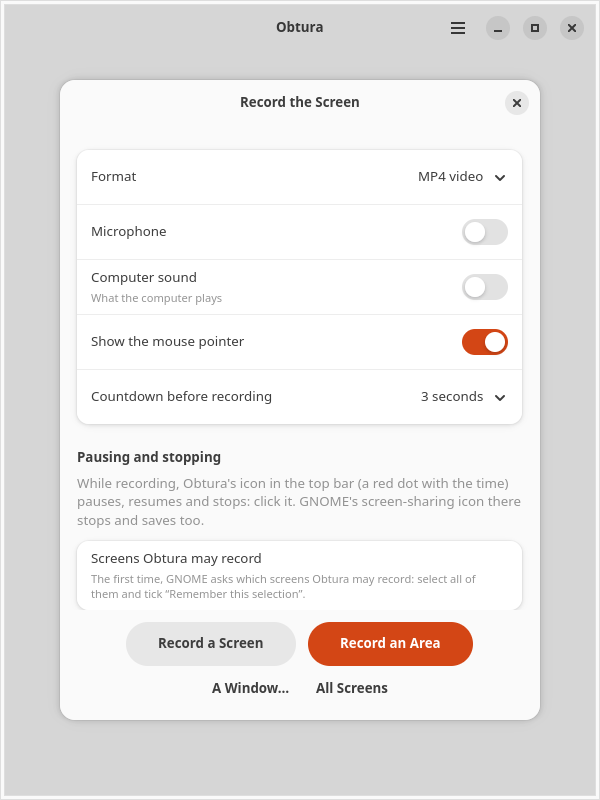 Obtura
Record the Screen
Format
MP4 video
Microphone
Computer sound
What the computer plays
Show the mouse pointer
Countdown before recording
3 seconds
Pausing and stopping
While recording, Obtura's icon in the top bar (a red dot with the time)
pauses, resumes and stops: click it. GNOME's screen-sharing icon there
stops and saves too.
Screens Obtura may record
The first time, GNOME asks which screens Obtura may record: select all of
them and tick “Remember this selection”.
Record a Screen
Record an Area
A Window…
All Screens